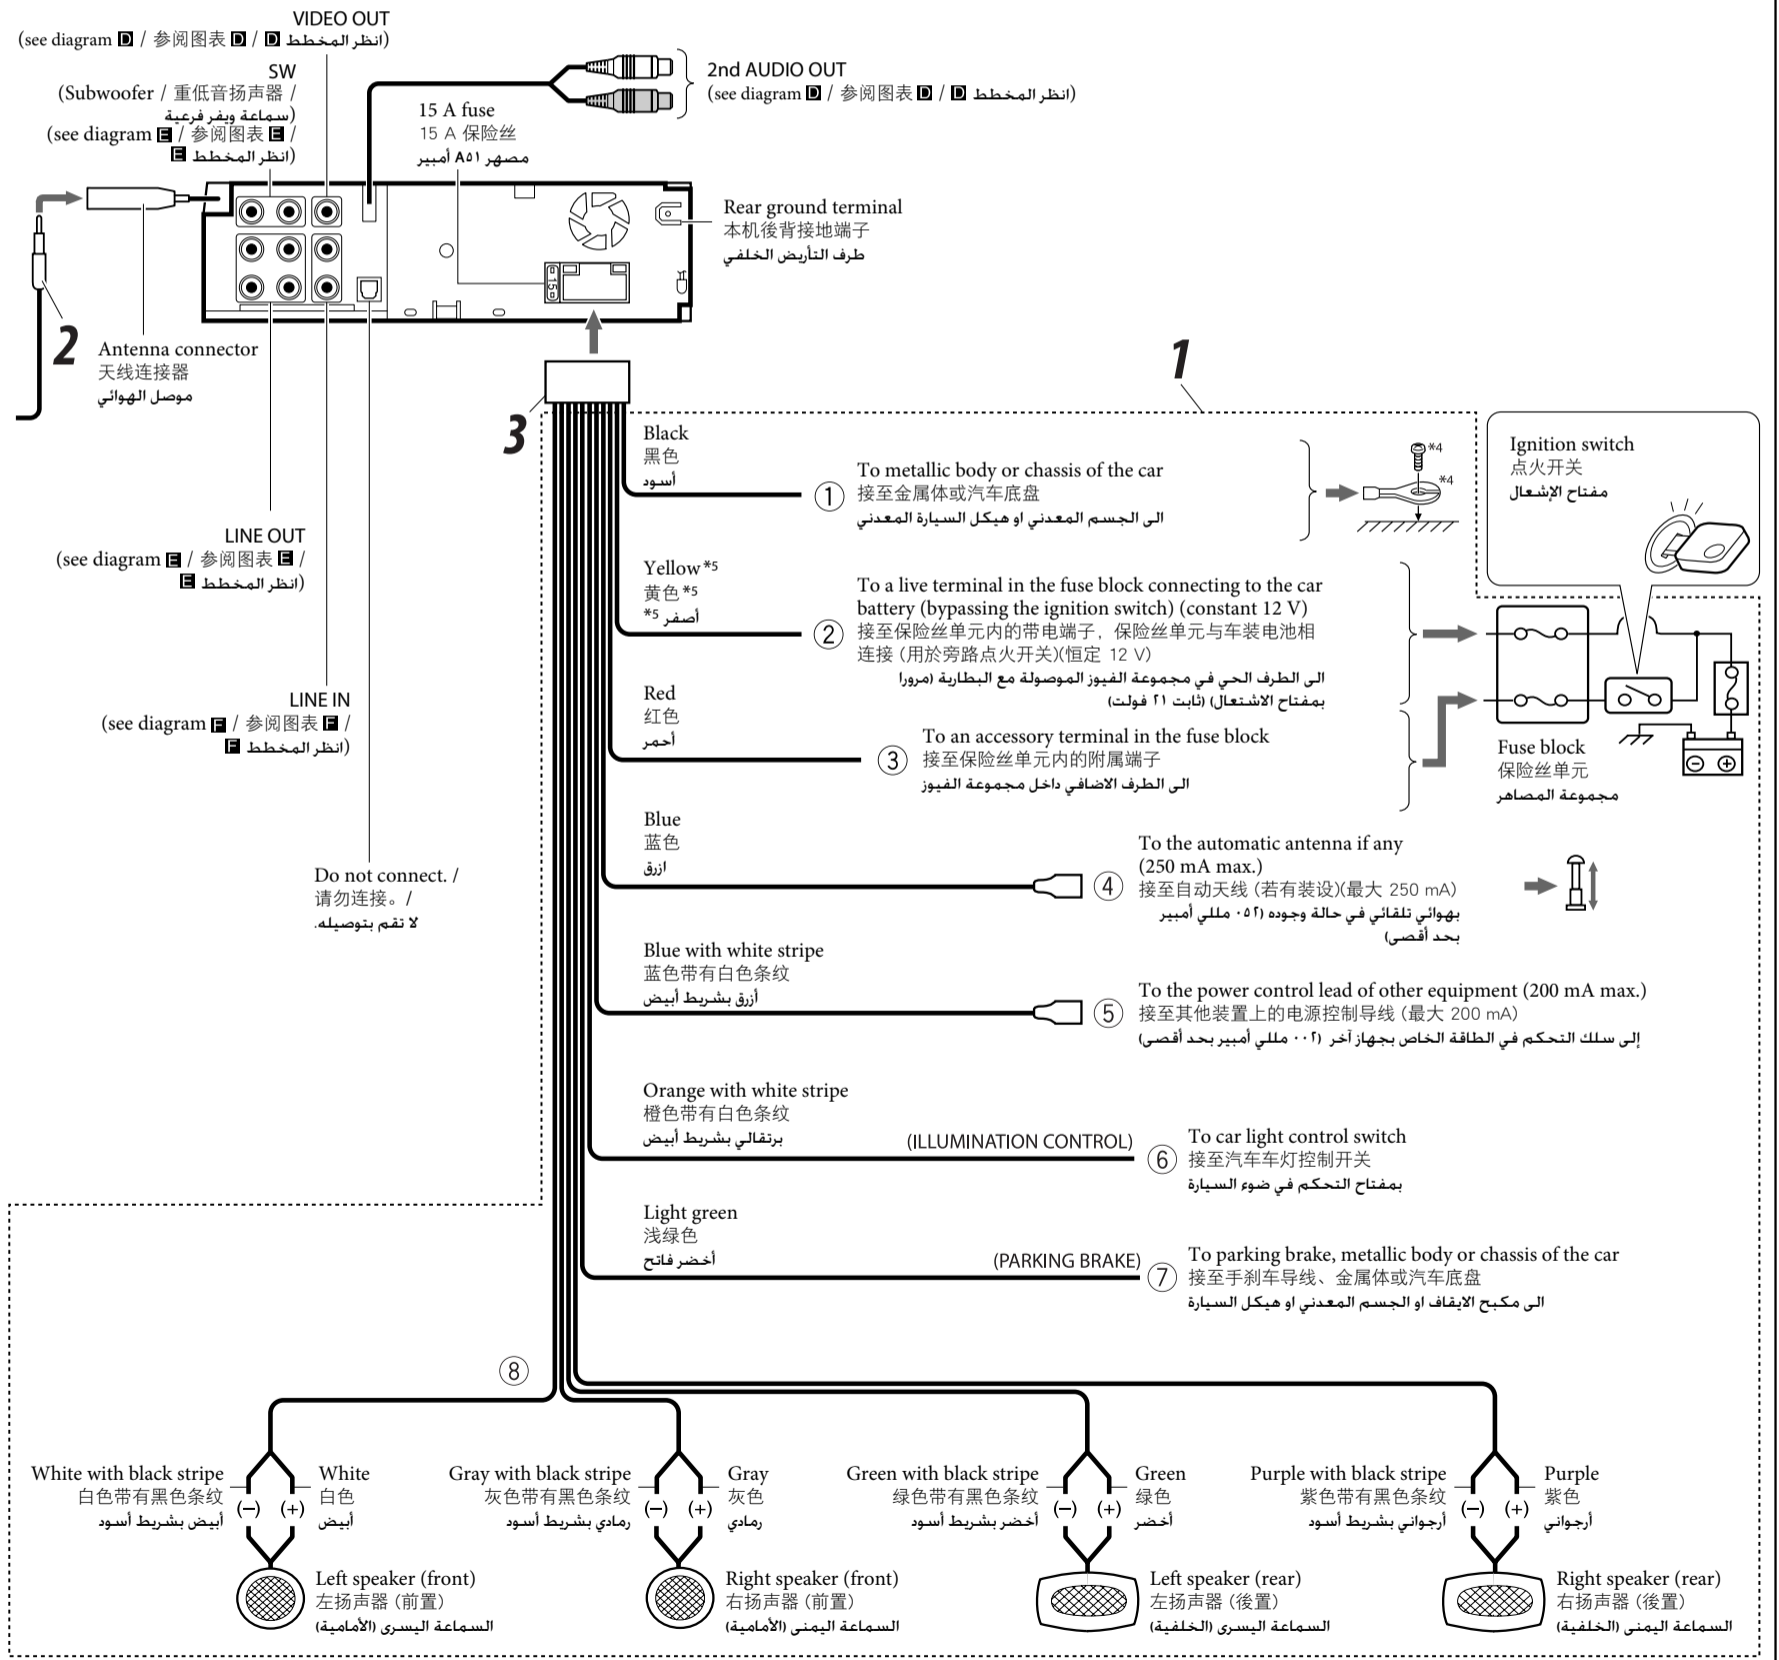 VIDEO OUT
(see diagram D / 参阅图表 D / D انظر المخطط)
SW
(Subwoofer / 重低音扬声器 /
سماعة ويفر فرعية)
(see diagram E / 参阅图表 E /
E انظر المخطط)
2nd AUDIO OUT
(see diagram D / 参阅图表 D / D انظر المخطط)
15 A fuse
15 A 保险丝
مصهر A٥١ أمبير
15
Rear ground terminal
本机後背接地端子
طرف التأريض الخلفي
2
Antenna connector
天线连接器
موصل الهوائي
3
1
LINE OUT
(see diagram E / 参阅图表 E /
E انظر المخطط)
LINE IN
(see diagram F / 参阅图表 F /
F انظر المخطط)
Do not connect. /
请勿连接。/
لا تقم بتوصيله.
Black
黑色
أسود
① To metallic body or chassis of the car
接至金属体或汽车底盘
الى الجسم المعدني او هيكل السيارة المعدني
*4
*4
Ignition switch
点火开关
مفتاح الإشعال
Yellow *5
黄色 *5
أصفر *5
② To a live terminal in the fuse block connecting to the car
battery (bypassing the ignition switch) (constant 12 V)
接至保险丝单元内的带电端子，保险丝单元与车装电池相
连接 (用於旁路点火开关)(恒定 12 V)
الى الطرف الحي في مجموعة الفيوز الموصولة مع البطارية (مرورا
بمفتاح الاشتعال) (ثابت ٢١ فولت)
Red
红色
أحمر
③ To an accessory terminal in the fuse block
接至保险丝单元内的附属端子
الى الطرف الاضافي داخل مجموعة الفيوز
Fuse block
保险丝单元
مجموعة المصاهر
Blue
蓝色
ازرق
④ To the automatic antenna if any
(250 mA max.)
接至自动天线 (若有装设)(最大 250 mA)
بهوائي تلقائي في حالة وجوده (٠٥٢ مللي أمبير
بحد أقصى)
Blue with white stripe
蓝色带有白色条纹
أزرق بشريط أبيض
⑤ To the power control lead of other equipment (200 mA max.)
接至其他装置上的电源控制导线 (最大 200 mA)
إلى سلك التحكم في الطاقة الخاص بجهاز آخر (٠٠٢ مللي أمبير بحد أقصى)
Orange with white stripe
橙色带有白色条纹
برتقالي بشريط أبيض
(ILLUMINATION CONTROL)
⑥ To car light control switch
接至汽车车灯控制开关
بمفتاح التحكم في ضوء السيارة
Light green
浅绿色
أخضر فاتح
(PARKING BRAKE)
⑦ To parking brake, metallic body or chassis of the car
接至手刹车导线、金属体或汽车底盘
الى مكبح الايقاف او الجسم المعدني او هيكل السيارة
⑧
White with black stripe
白色带有黑色条纹
أبيض بشريط أسود
(−) (+)
White
白色
أبيض
Left speaker (front)
左扬声器 (前置)
السماعة اليسرى (الأمامية)
Gray with black stripe
灰色带有黑色条纹
رمادي بشريط أسود
(−) (+)
Gray
灰色
رمادي
Right speaker (front)
右扬声器 (前置)
السماعة اليمنى (الأمامية)
Green with black stripe
绿色带有黑色条纹
أخضر بشريط أسود
(−) (+)
Green
绿色
أخضر
Left speaker (rear)
左扬声器 (後置)
السماعة اليسرى (الخلفية)
Purple with black stripe
紫色带有黑色条纹
أرجواني بشريط أسود
(−) (+)
Purple
紫色
أرجواني
Right speaker (rear)
右扬声器 (後置)
السماعة اليمنى (الخلفية)